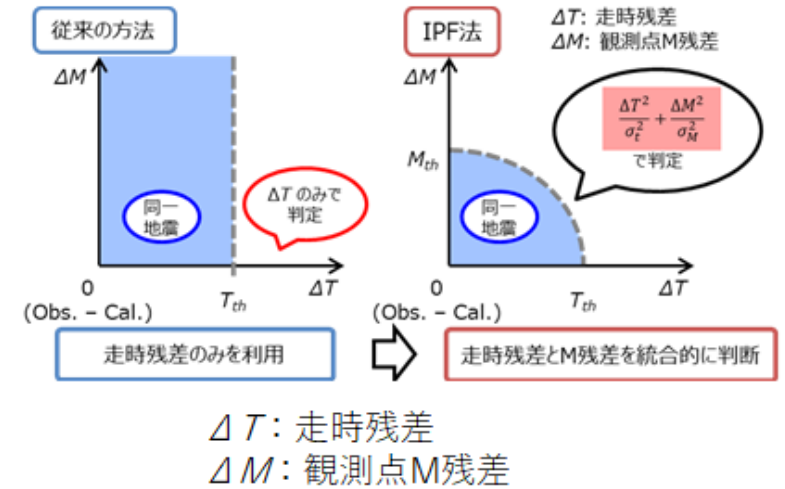 従来の方法
ΔM
同一
地震
ΔTのみで
判定
0
T_th
ΔT
(Obs. – Cal.)
走時残差のみを利用
IPF法
ΔT: 走時残差
ΔM: 観測点M残差
ΔM
ΔT²/σ_t² + ΔM²/σ_M²
で判定
M_th
同一
地震
0
T_th
ΔT
(Obs. – Cal.)
走時残差とM残差を統合的に判断
ΔT：走時残差
ΔM：観測点M残差